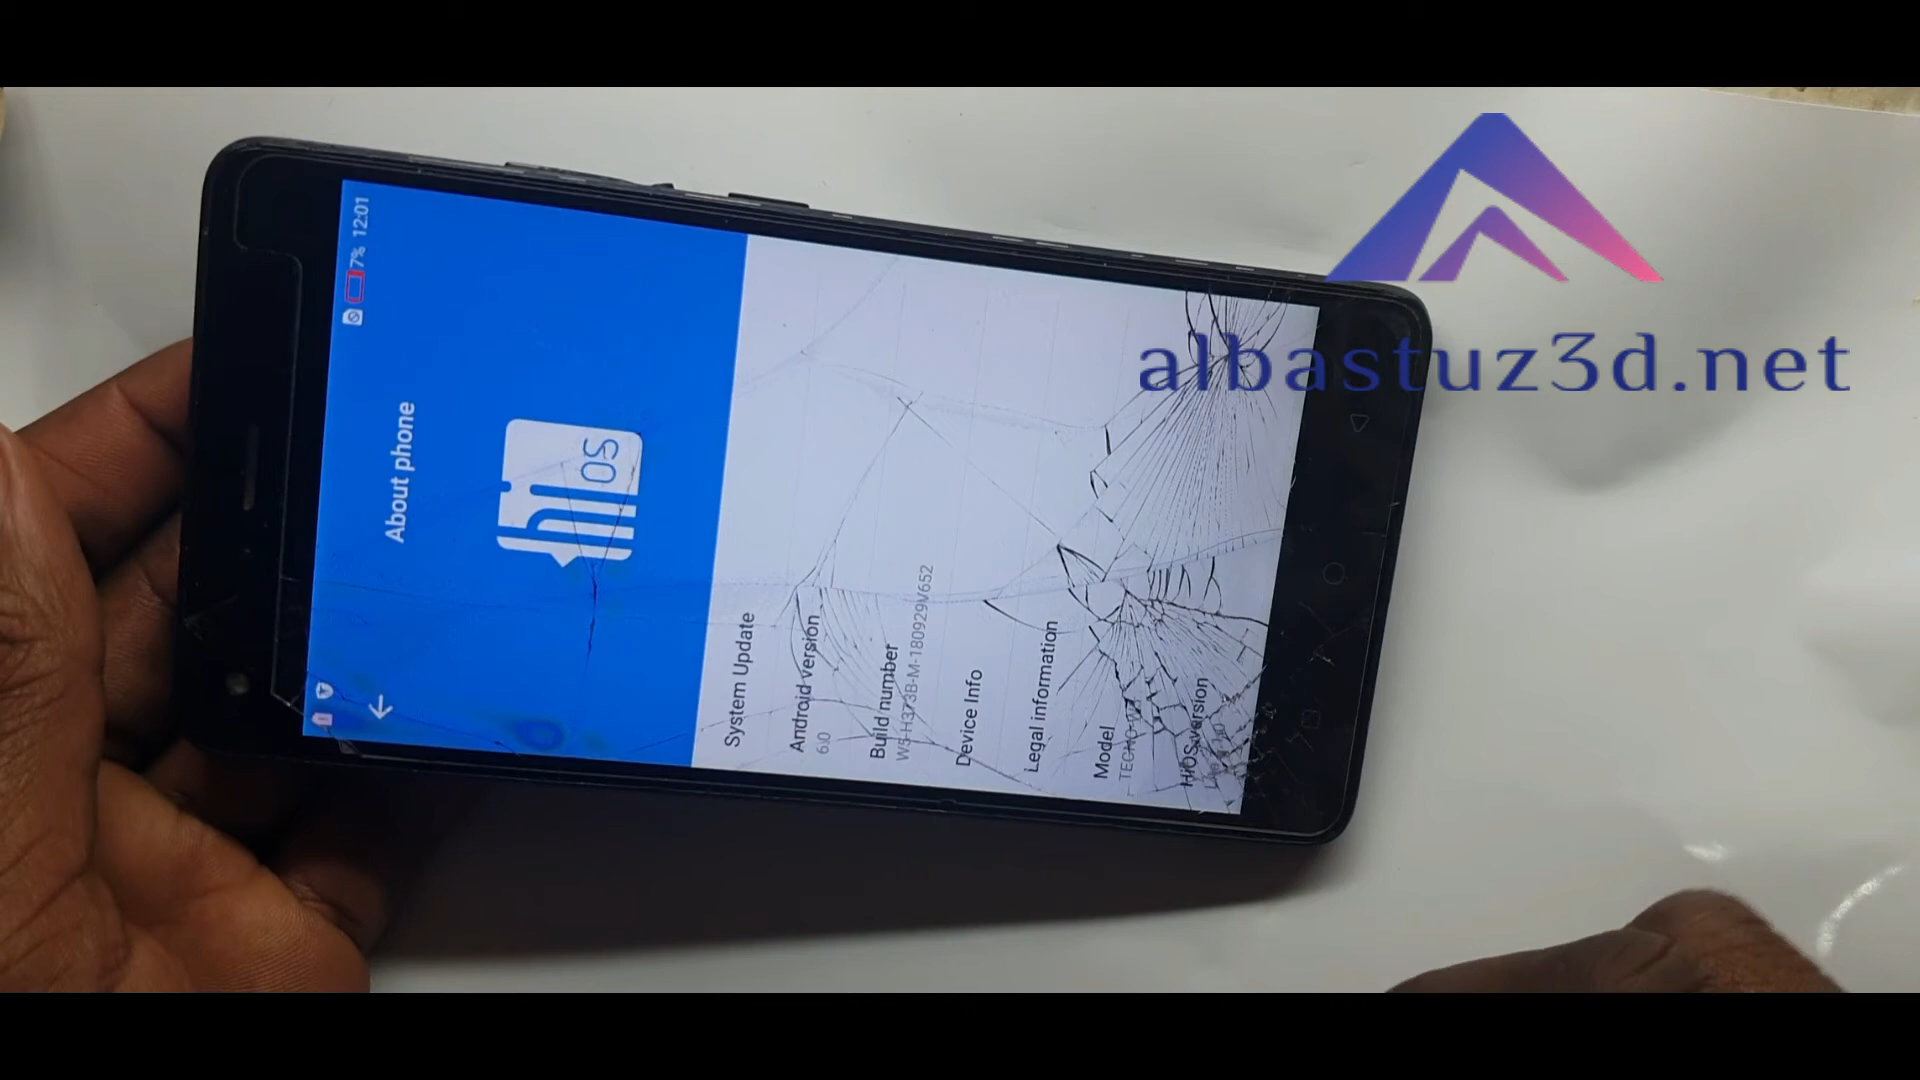 7% 12:01
About phone
OS
System Update
Android version
6.0
Build number
W5-H373B-M-180929V652
Device Info
Legal information
Model
HiOS version
albastuz3d.net